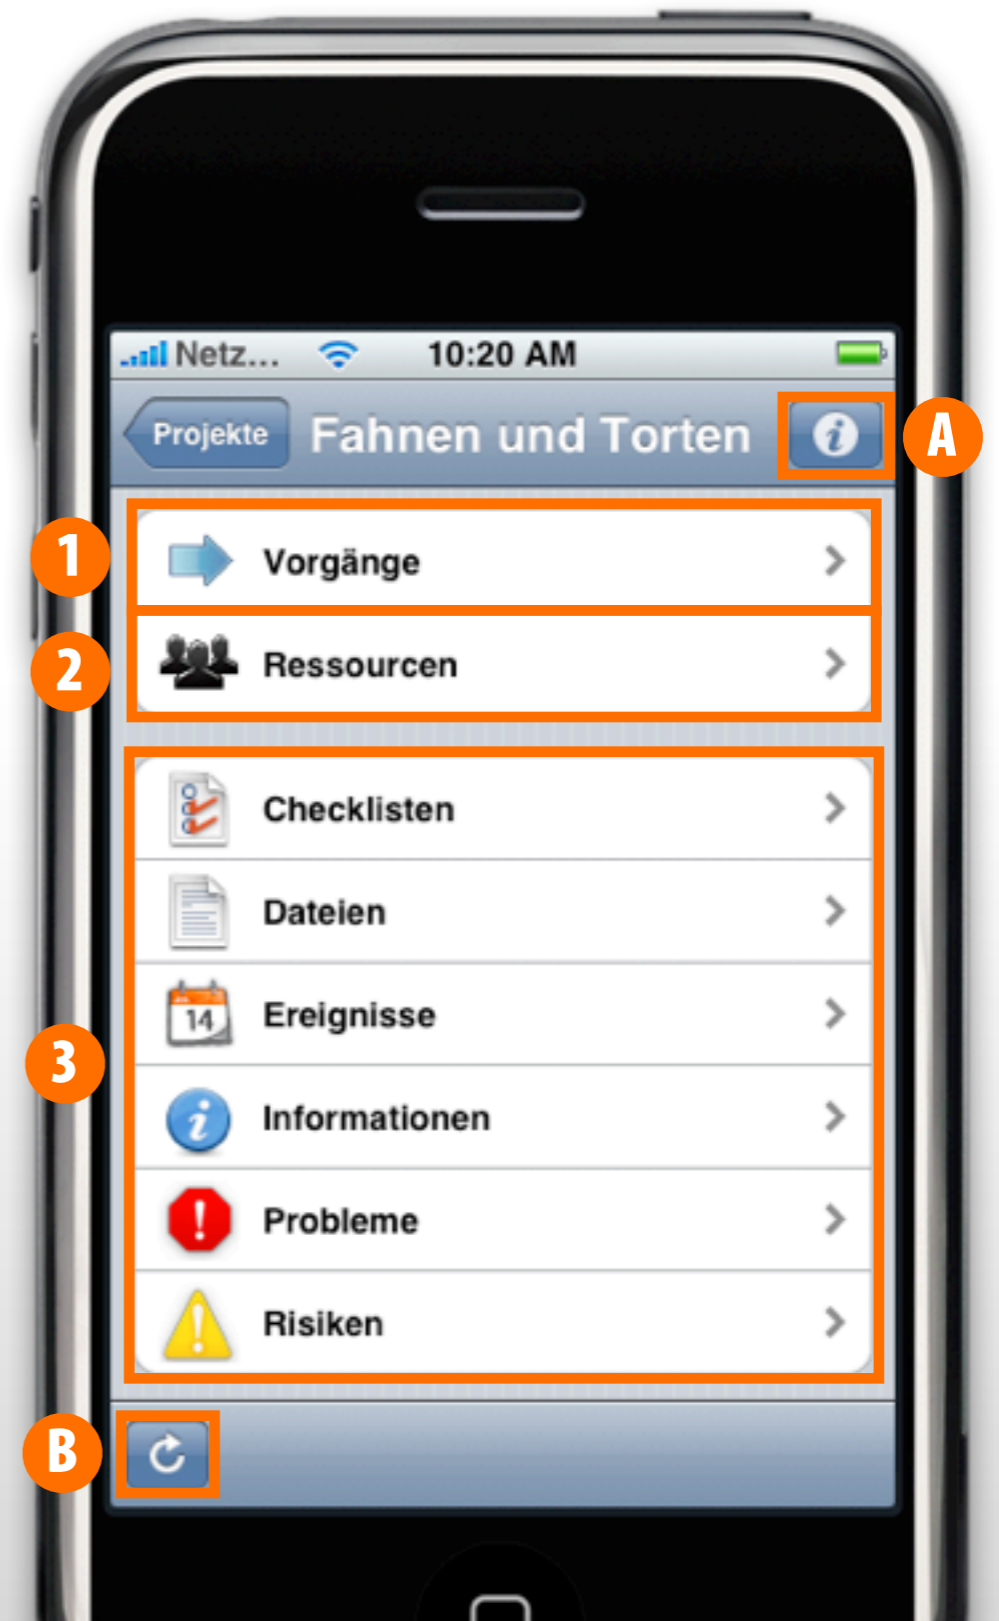 Netz... 10:20 AM
Projekte Fahnen und Torten i A
1 Vorgänge
2 Ressourcen
Checklisten
Dateien
14 Ereignisse
3
i Informationen
! Probleme
! Risiken
B